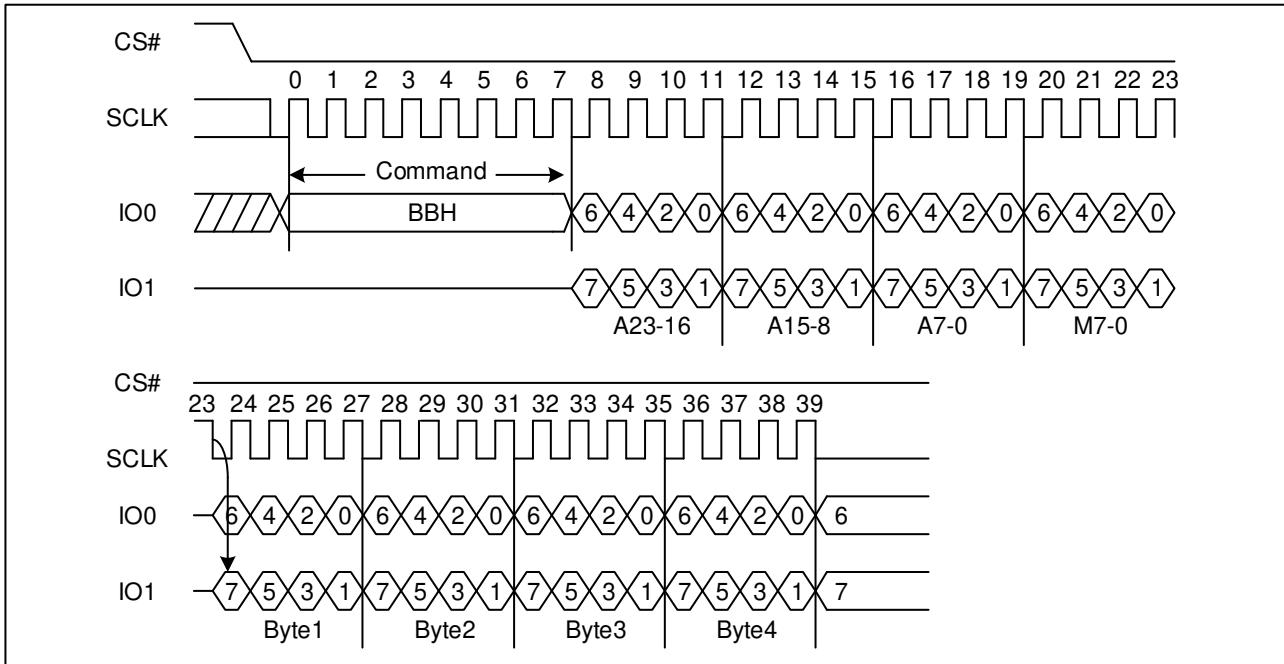 CS#
0 1 2 3 4 5 6 7 8 9 10 11 12 13 14 15 16 17 18 19 20 21 22 23
SCLK
Command
IO0 BBH 6 4 2 0 6 4 2 0 6 4 2 0 6 4 2 0
IO1 7 5 3 1 7 5 3 1 7 5 3 1 7 5 3 1
A23-16 A15-8 A7-0 M7-0
CS#
23 24 25 26 27 28 29 30 31 32 33 34 35 36 37 38 39
SCLK
IO0 6 4 2 0 6 4 2 0 6 4 2 0 6 4 2 0 6
IO1 7 5 3 1 7 5 3 1 7 5 3 1 7 5 3 1 7
Byte1 Byte2 Byte3 Byte4